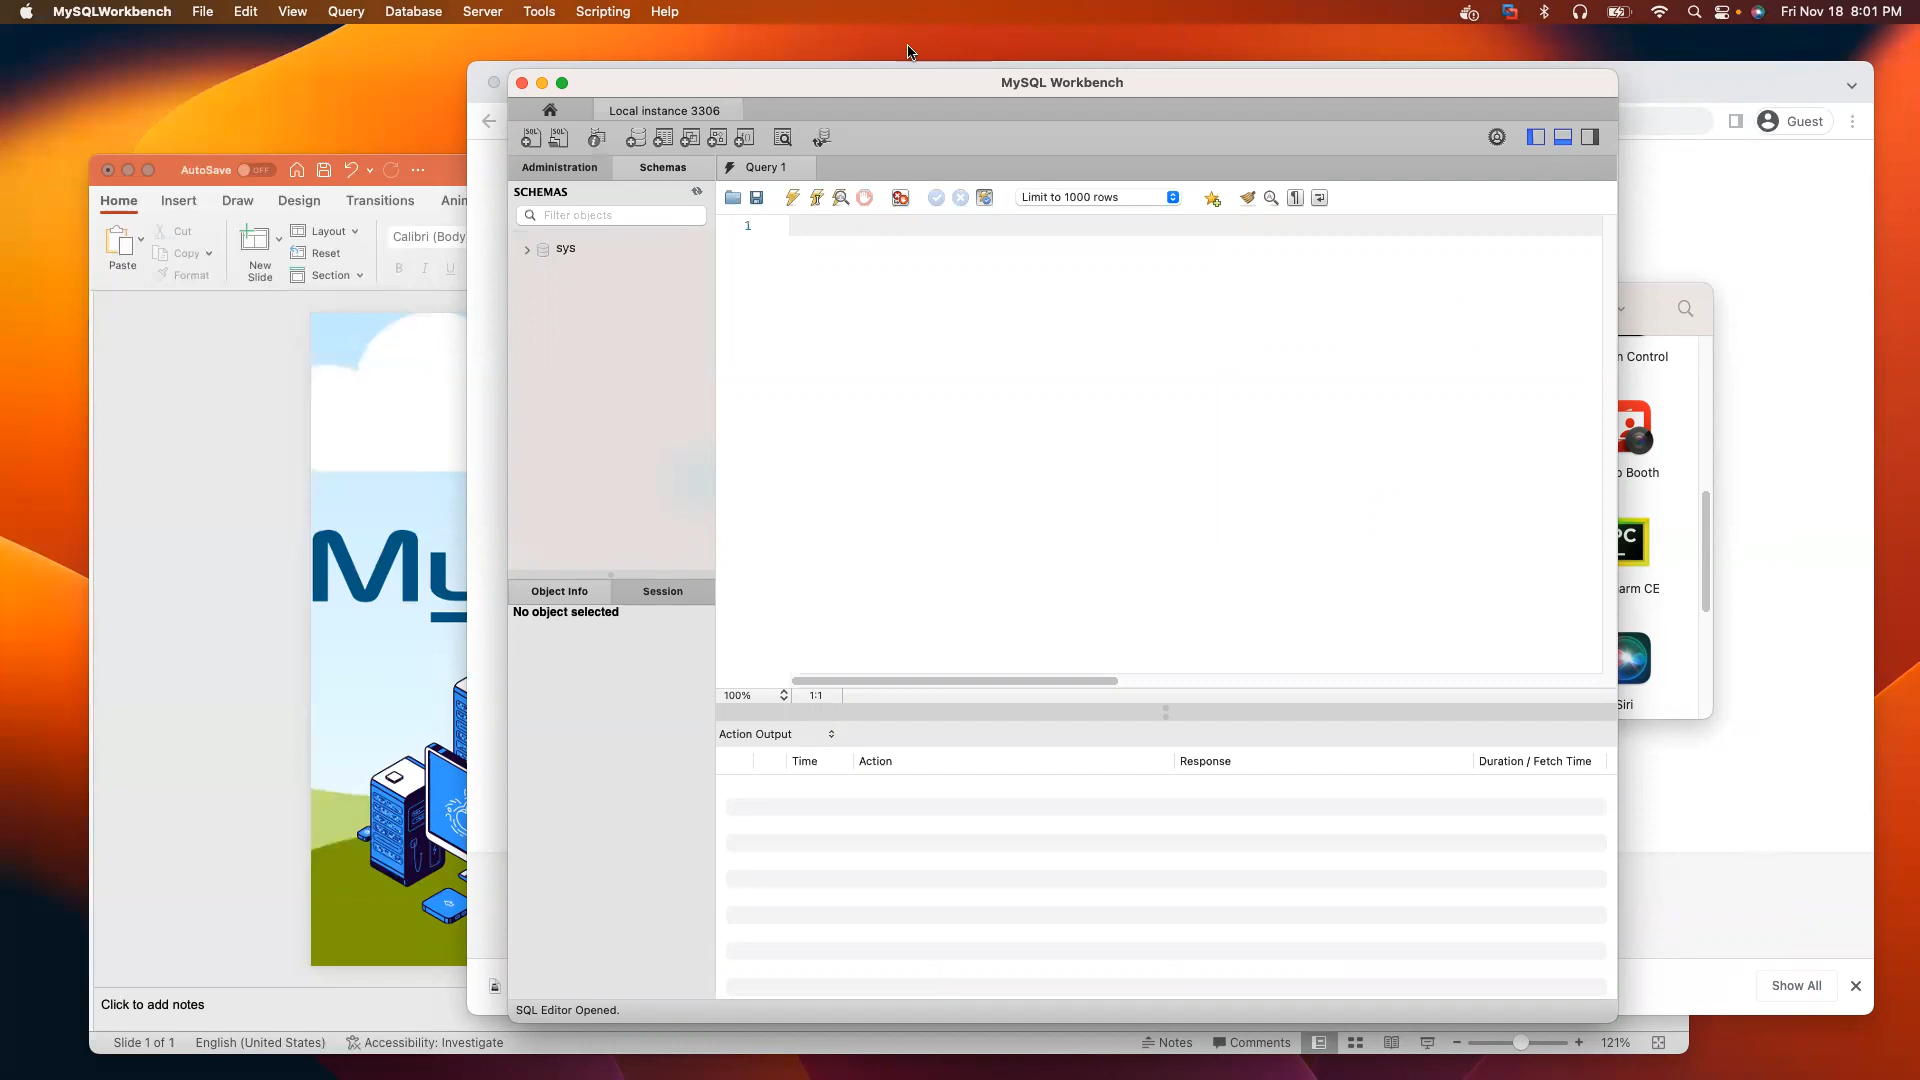 MySQLWorkbench File Edit View Query Database Server Tools Scripting Help
Fri Nov 18 8:01 PM
MySQL Workbench
Local instance 3306
Guest
SQL SQL
Administration Schemas Query 1
SCHEMAS
Filter objects
Limit to 1000 rows
1
sys
AutoSave OFF
Home Insert Draw Design Transitions Anin
Paste
Cut
Copy
Format
New
Slide
Layout
Reset
Section
Calibri (Body
B I U
My
n Control
o Booth
PC
arm CE
Siri
Object Info Session
No object selected
100% 1:1
Action Output
Time Action Response Duration / Fetch Time
SQL Editor Opened.
Show All
Click to add notes
Slide 1 of 1 English (United States) Accessibility: Investigate
Notes Comments 121%